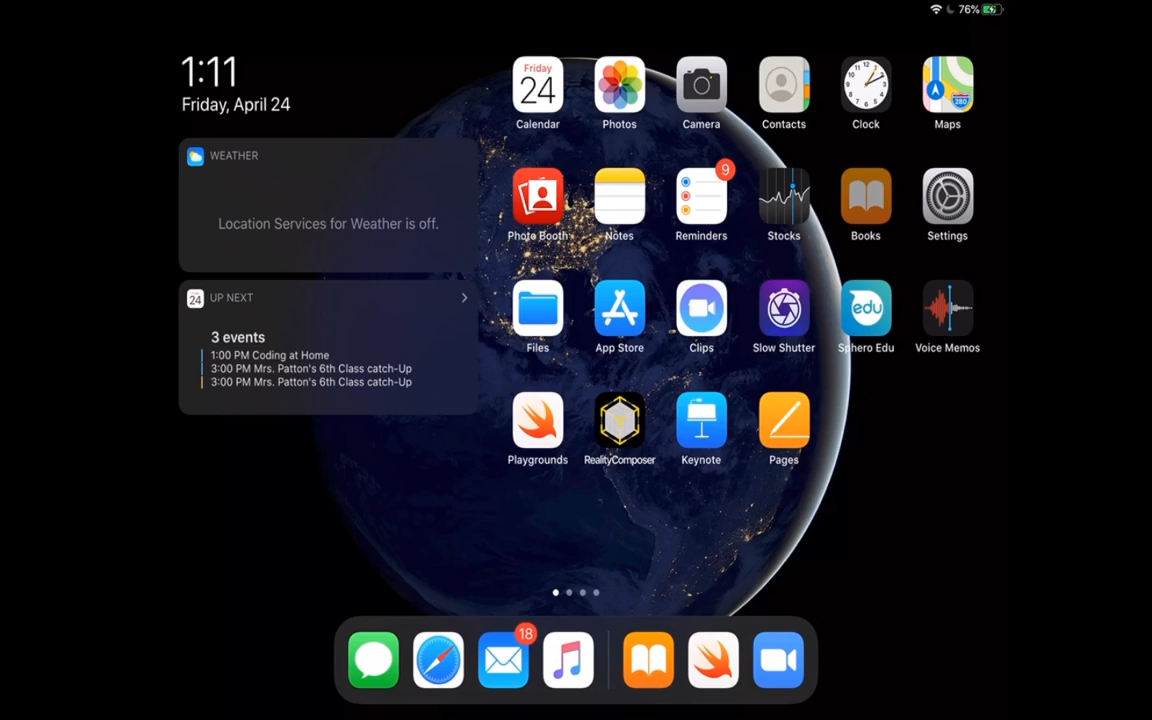 76%
1:11
Friday, April 24
WEATHER
Location Services for Weather is off.
24
UP NEXT
3 events
1:00 PM Coding at Home
3:00 PM Mrs. Patton's 6th Class catch-Up
3:00 PM Mrs. Patton's 6th Class catch-Up
Friday
24
12
280
Calendar Photos Camera Contacts Clock Maps
9
Photo Booth Notes Reminders Stocks Books Settings
edu
Files App Store Clips Slow Shutter Sphero Edu Voice Memos
Playgrounds RealityComposer Keynote Pages
18